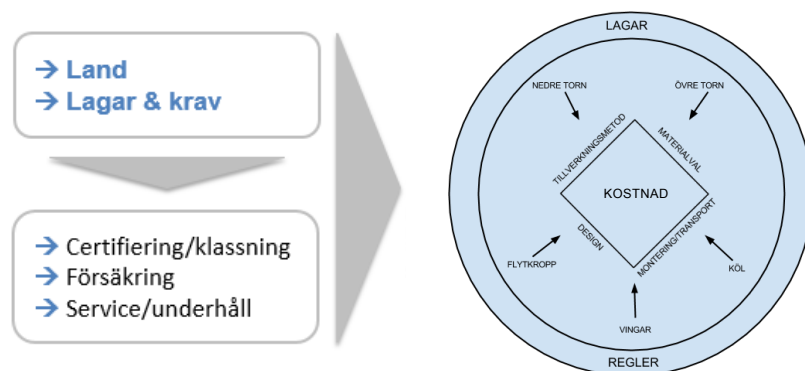 → Land
→ Lagar & krav
→ Certifiering/klassning
→ Försäkring
→ Service/underhåll
LAGAR
NEDRE TORN
ÖVRE TORN
TILLVERKNINGSMETOD
MATERIALVAL
KOSTNAD
DESIGN
MONTERING/TRANSPORT
FLYTKROPP
KÖL
VINGAR
REGLER